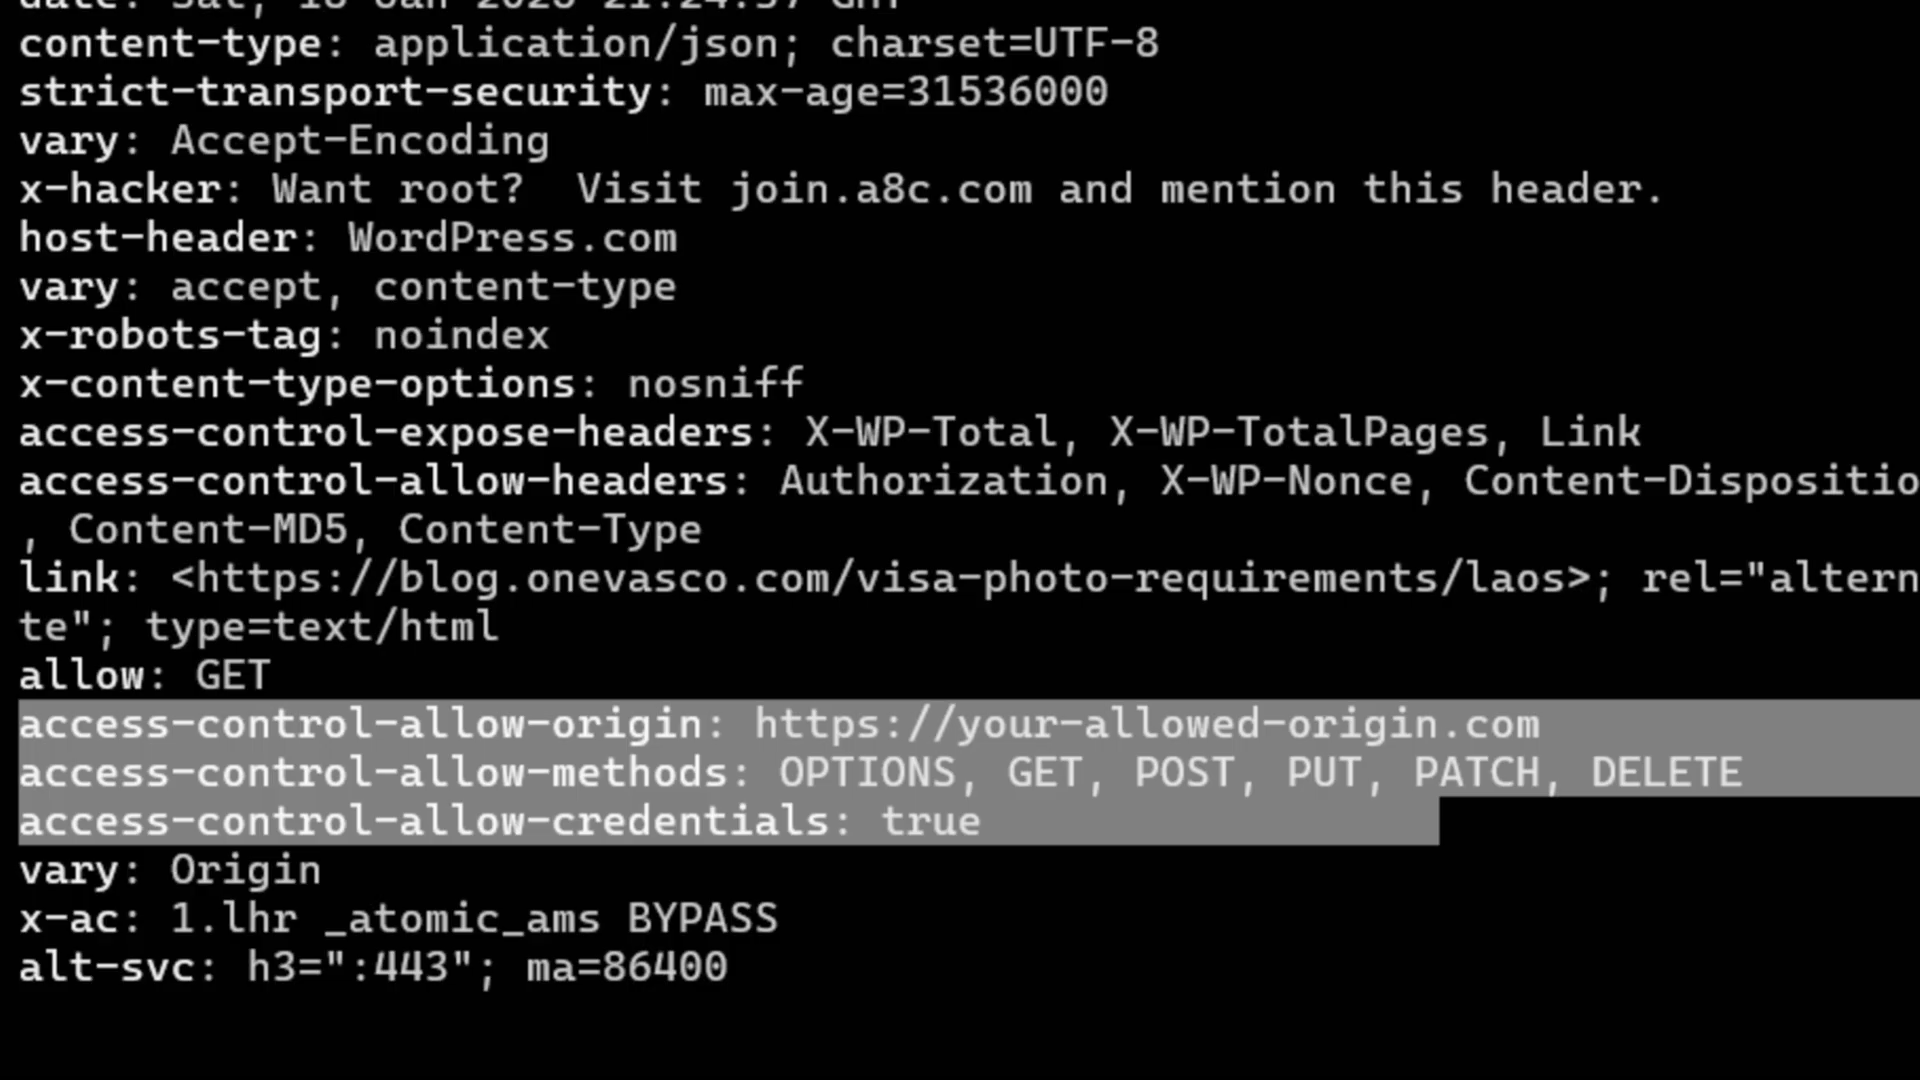 content-type: application/json; charset=UTF-8
strict-transport-security: max-age=31536000
vary: Accept-Encoding
x-hacker: Want root?  Visit join.a8c.com and mention this header.
host-header: WordPress.com
vary: accept, content-type
x-robots-tag: noindex
x-content-type-options: nosniff
access-control-expose-headers: X-WP-Total, X-WP-TotalPages, Link
access-control-allow-headers: Authorization, X-WP-Nonce, Content-Dispositio
, Content-MD5, Content-Type
link: <https://blog.onevasco.com/visa-photo-requirements/laos>; rel="altern
te"; type=text/html
allow: GET
access-control-allow-origin: https://your-allowed-origin.com
access-control-allow-methods: OPTIONS, GET, POST, PUT, PATCH, DELETE
access-control-allow-credentials: true
vary: Origin
x-ac: 1.lhr _atomic_ams BYPASS
alt-svc: h3=":443"; ma=86400